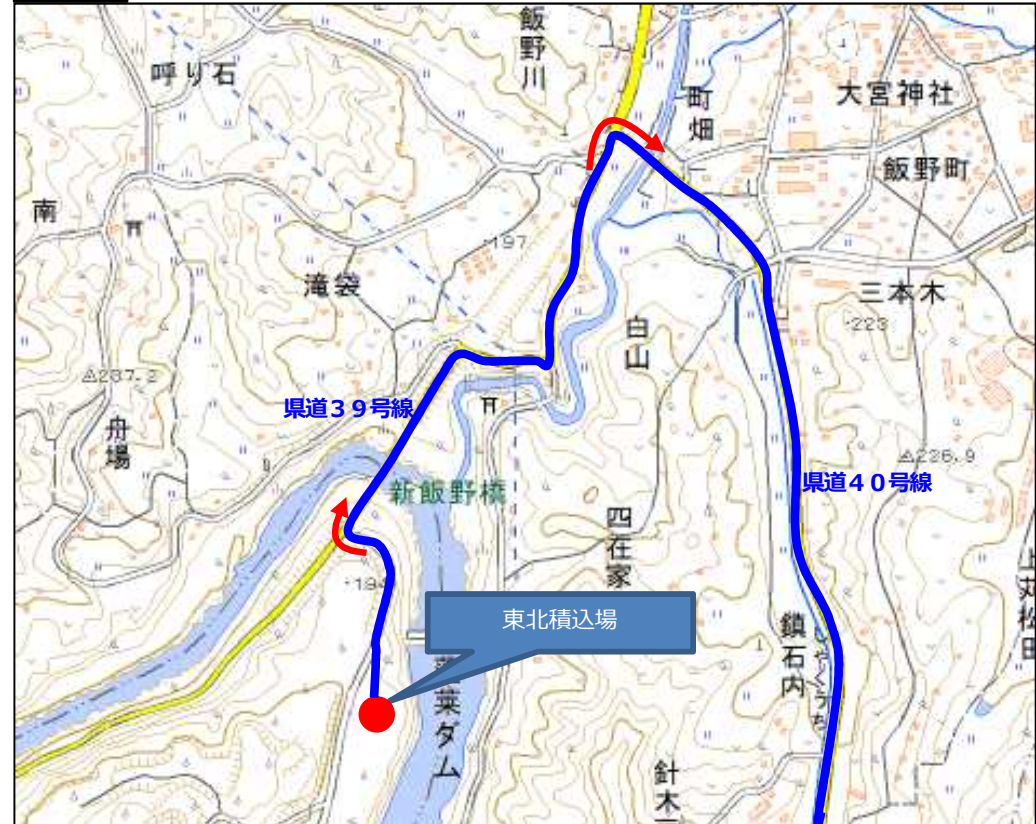 飯野川
呼り石
町畑
大宮神社
飯野町
南
197
滝袋
三本木
223
白山
237.2
県道39号線
舟場
226.9
県道40号線
新飯野橋
四在家
194
東北積込場
鎖石内
葉ダム
針木